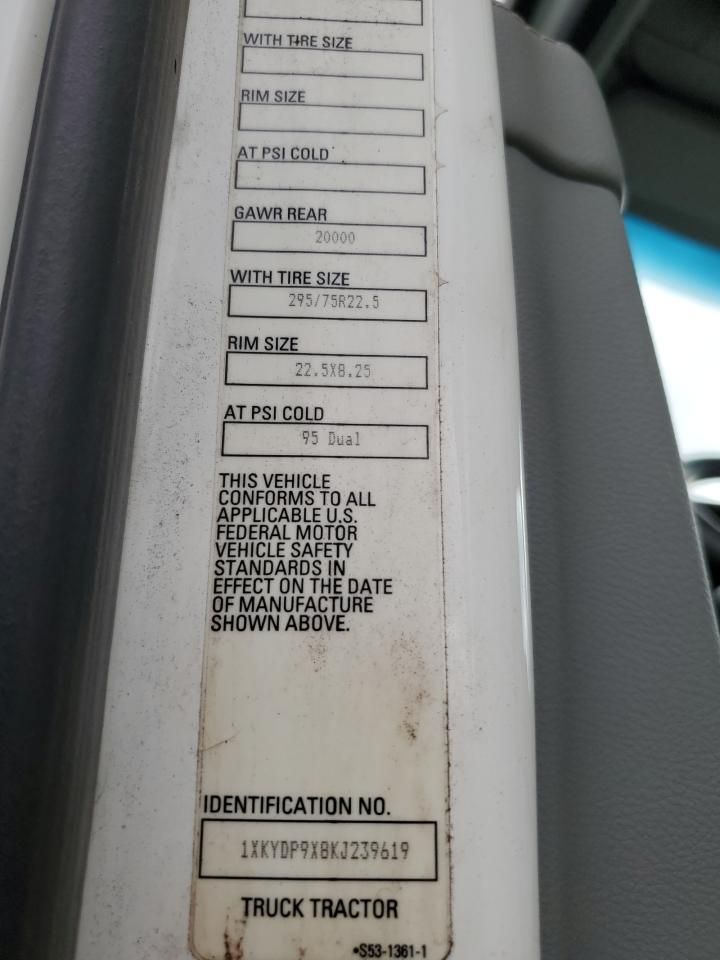 WITH TIRE SIZE
RIM SIZE
AT PSI COLD
GAWR REAR
20000
WITH TIRE SIZE
295/75R22.5
RIM SIZE
22.5X8.25
AT PSI COLD
95 Dual
THIS VEHICLE
CONFORMS TO ALL
APPLICABLE U.S.
FEDERAL MOTOR
VEHICLE SAFETY
STANDARDS IN
EFFECT ON THE DATE
OF MANUFACTURE
SHOWN ABOVE.
IDENTIFICATION NO.
1XKYDP9X8KJ239619
TRUCK TRACTOR
•S53-1361-1